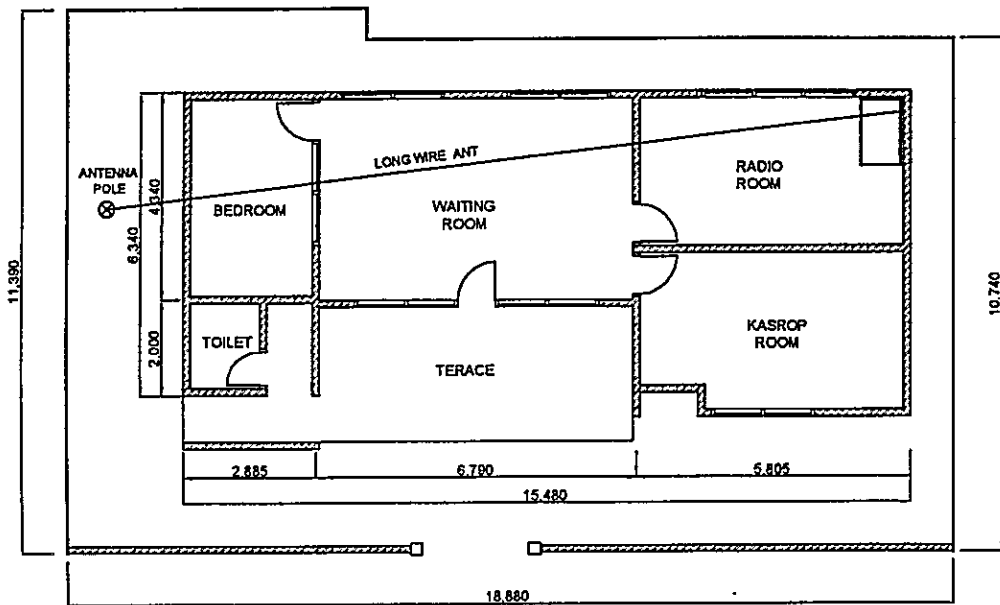 ANTENNA
POLE
LONG WIRE ANT
BEDROOM
WAITING
ROOM
RADIO
ROOM
KASROP
ROOM
TOILET
TERACE
11,390
6,340
4,340
2,000
10,740
2,885
6,790
5,805
15,480
18,880